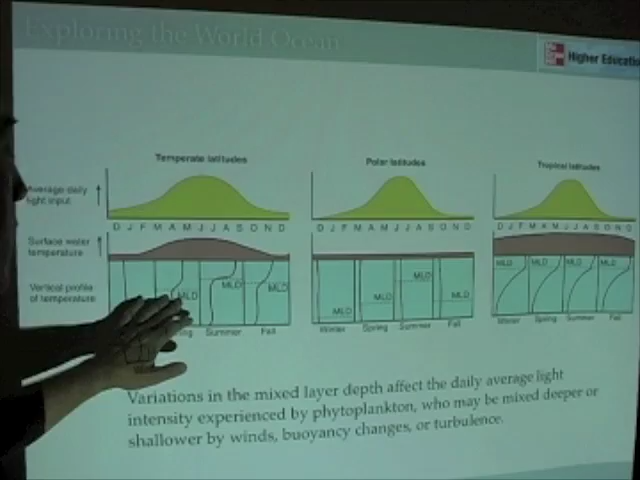 Exploring the World Ocean
Higher Educatio
Temperate latitudes
Polar latitudes
Tropical latitudes
Average daily
light input
D J F M A M J J A S O N D
D J F M A M J J A S O N D
D J F M A M J J A S O N D
Surface water
temperature
Vertical profile
of temperature
MLD
MLD
MLD
MLD
MLD
MLD
MLD
MLD
MLD
MLD
MLD
Summer
Fall
Winter
Spring
Summer
Fall
Winter
Spring
Summer
Fall
Variations in the mixed layer depth affect the daily average light
intensity experienced by phytoplankton, who may be mixed deeper or
shallower by winds, buoyancy changes, or turbulence.